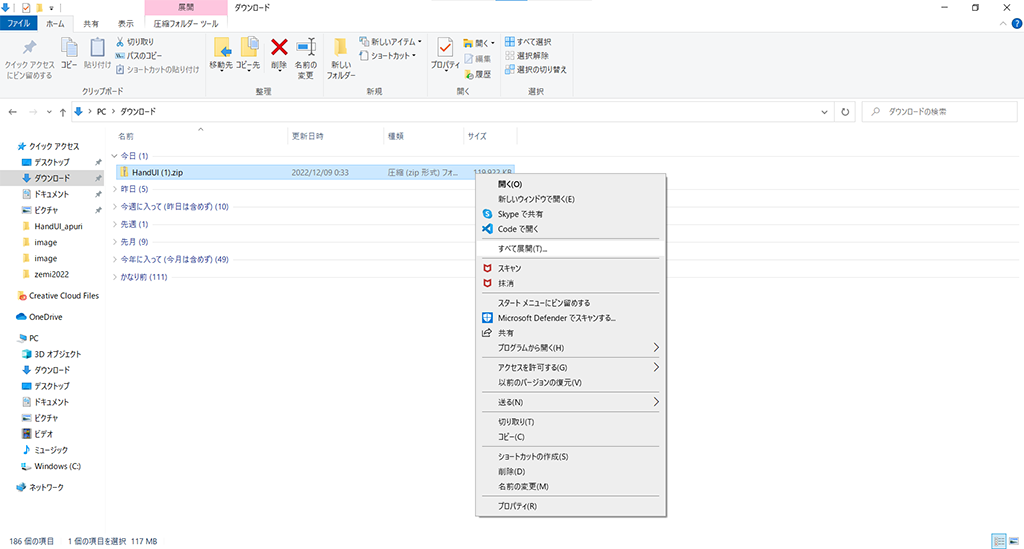 展開
ダウンロード
ファイル
ホーム
共有
表示
圧縮フォルダー ツール
クイック アクセス
にピン留めする
コピー
貼り付け
切り取り
パスのコピー
ショートカットの貼り付け
クリップボード
移動先
コピー先
削除
名前の
変更
整理
新しい
フォルダー
新しいアイテム
ショートカット
新規
プロパティ
開く
編集
履歴
開く
すべて選択
選択解除
選択の切り替え
選択
PC
ダウンロード
ダウンロードの検索
名前
更新日時
種類
サイズ
クイック アクセス
デスクトップ
ダウンロード
ドキュメント
ピクチャ
HandUI_apuri
image
image
zemi2022
Creative Cloud Files
OneDrive
PC
3D オブジェクト
ダウンロード
デスクトップ
ドキュメント
ピクチャ
ビデオ
ミュージック
Windows (C:)
ネットワーク
今日 (1)
HandUI (1).zip
2022/12/09 0:33
圧縮 (zip 形式) フォ...
119,922 KB
昨日 (5)
今週に入って (昨日は含めず) (10)
先週 (1)
先月 (9)
今年に入って (今月は含めず) (49)
かなり前 (111)
開く(O)
新しいウィンドウで開く(E)
Skype で共有
Code で開く
すべて展開(T)...
スキャン
抹消
スタート メニューにピン留めする
Microsoft Defender でスキャンする...
共有
プログラムから開く(H)
アクセスを許可する(G)
以前のバージョンの復元(V)
送る(N)
切り取り(T)
コピー(C)
ショートカットの作成(S)
削除(D)
名前の変更(M)
プロパティ(R)
186 個の項目
1 個の項目を選択 117 MB